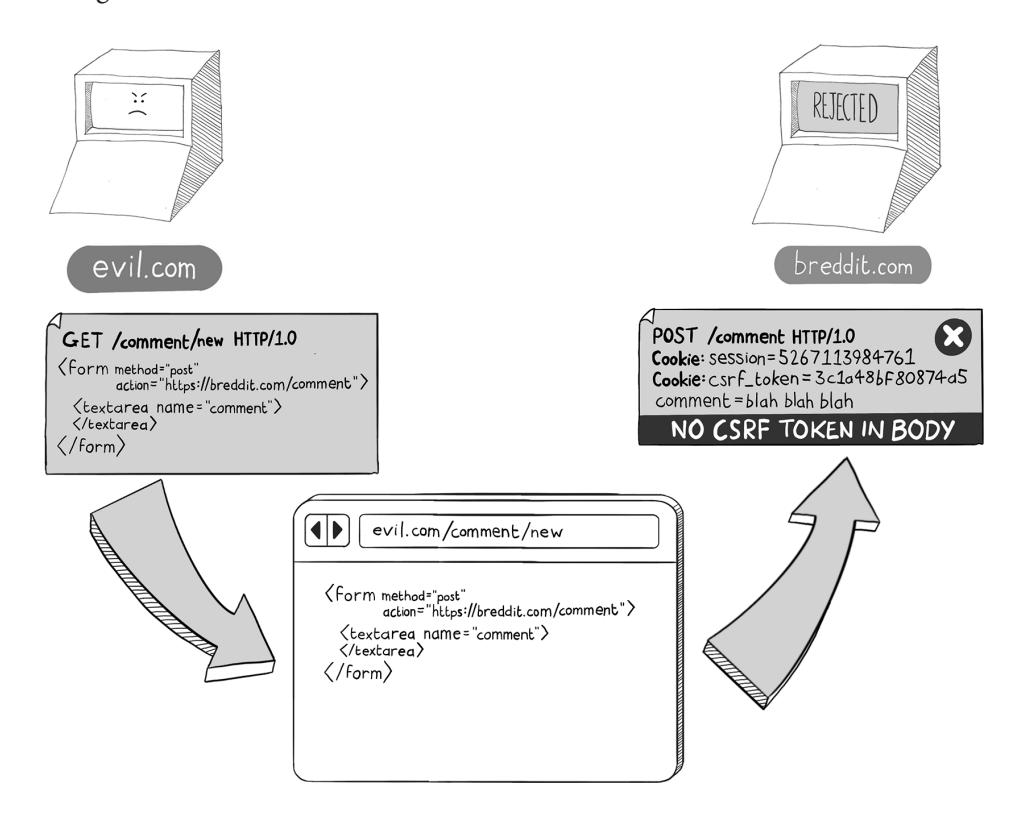 REJECTED
evil.com
breddit.com
GET /comment/new HTTP/1.0
<form method="post"
action="https://breddit.com/comment">
<textarea name="comment">
</textarea>
</form>
POST /comment HTTP/1.0
Cookie: session=5267113984761
Cookie: csrf_token=3c1a48bf80874a5
comment=blah blah blah
NO CSRF TOKEN IN BODY
evil.com/comment/new
<form method="post"
action="https://breddit.com/comment">
<textarea name="comment">
</textarea>
</form>